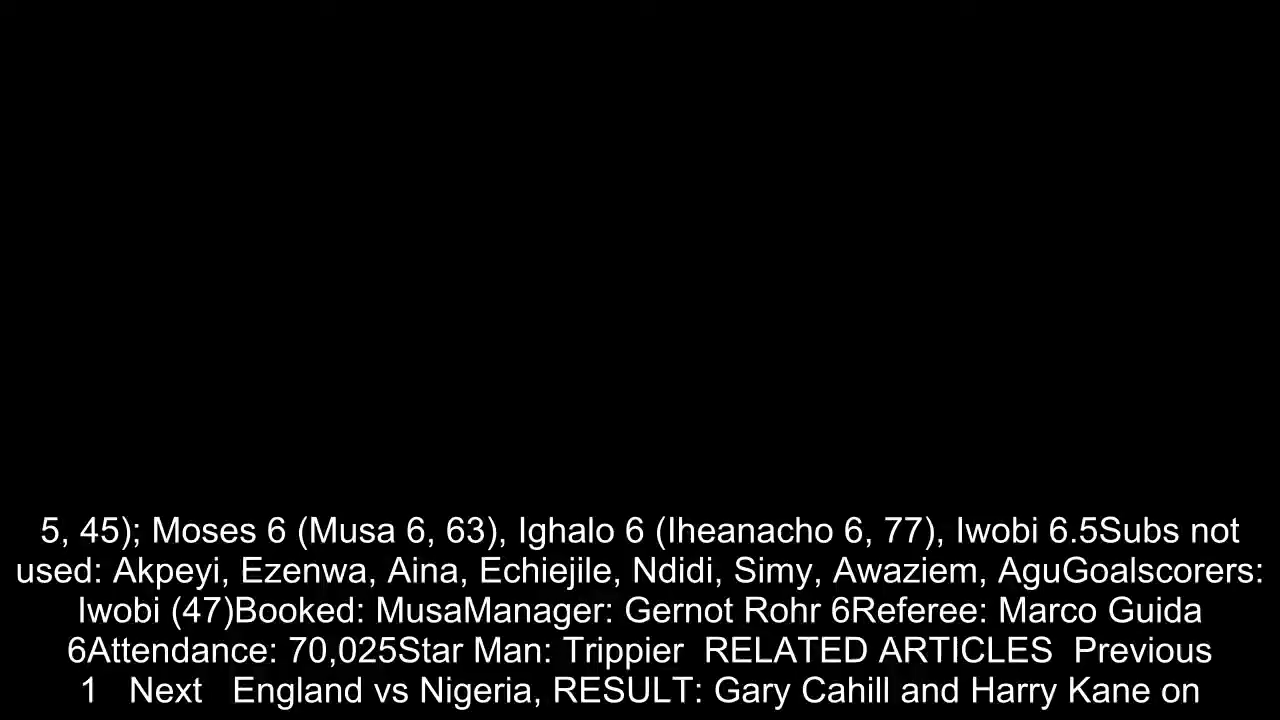 5, 45); Moses 6 (Musa 6, 63), Ighalo 6 (Iheanacho 6, 77), Iwobi 6.5Subs not
used: Akpeyi, Ezenwa, Aina, Echiejile, Ndidi, Simy, Awaziem, AguGoalscorers:
Iwobi (47)Booked: MusaManager: Gernot Rohr 6Referee: Marco Guida
6Attendance: 70,025Star Man: Trippier  RELATED ARTICLES  Previous
1   Next   England vs Nigeria, RESULT: Gary Cahill and Harry Kane on